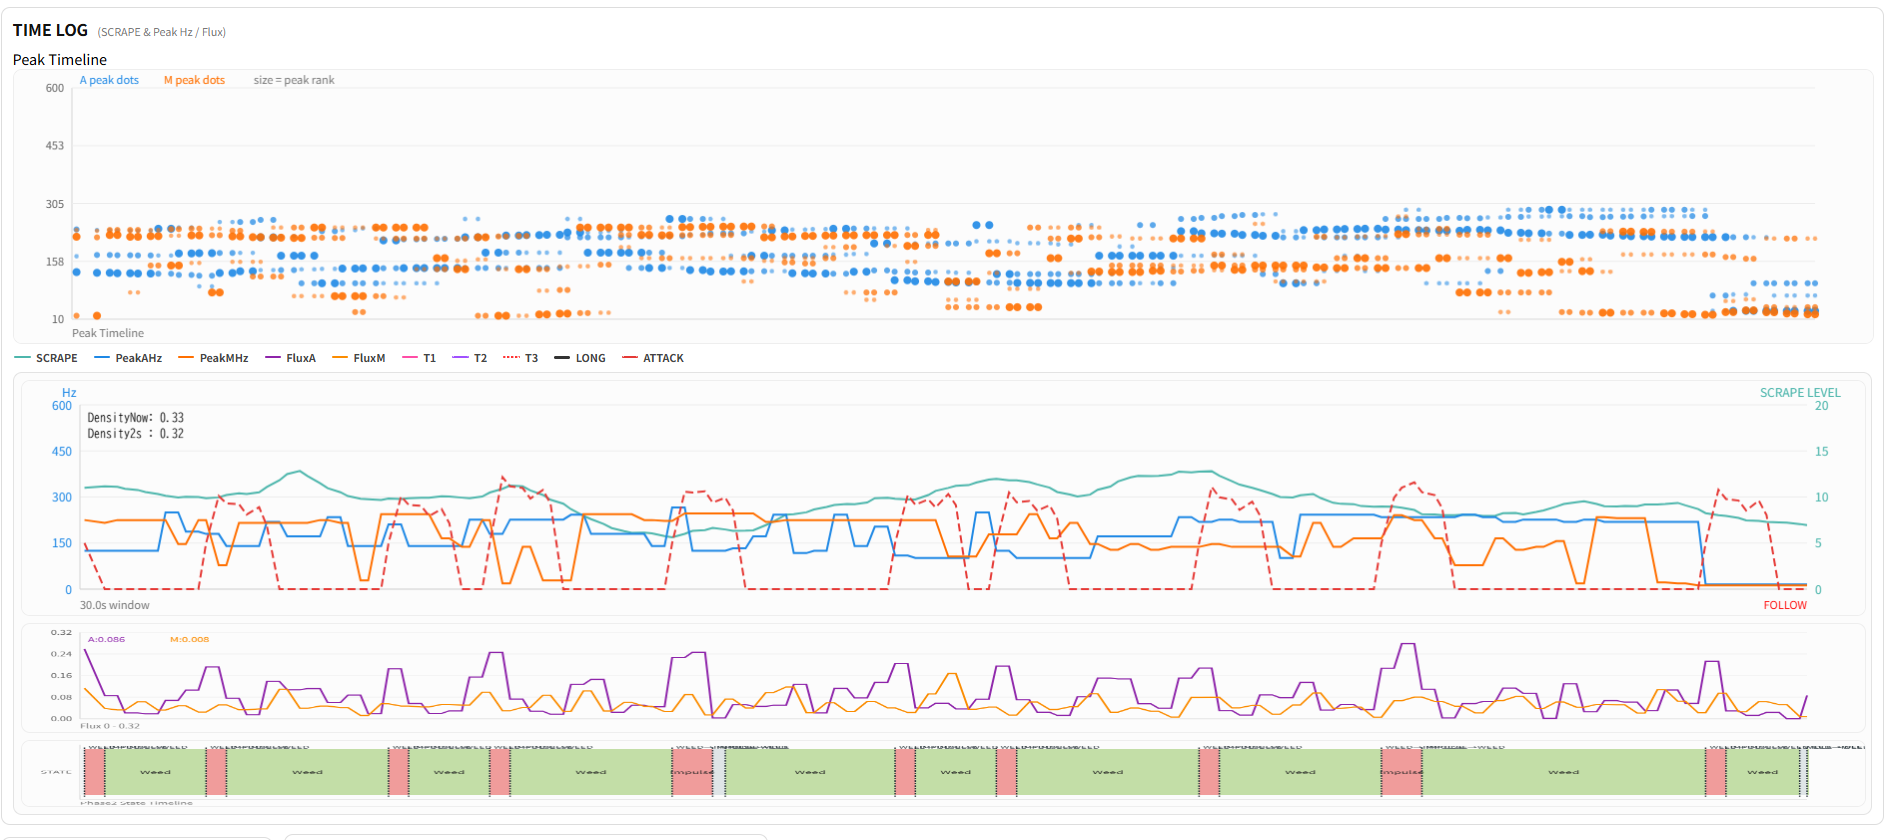 TIME LOG (SCRAPE & Peak Hz / Flux)
Peak Timeline
A peak dots M peak dots size = peak rank
600
453
305
158
10
Peak Timeline
SCRAPE PeakAHz PeakMHz FluxA FluxM T1 T2 T3 LONG ATTACK
Hz SCRAPE LEVEL
600 20
DensityNow: 0.33
Density2s : 0.32
450 15
300 10
150 5
0 0
30.0s window FOLLOW
0.32
A:0.086 M:0.008
0.24
0.16
0.08
0.00
Flux 0 - 0.32
STATE Weed Weed Weed Weed Impulse Weed Weed Weed Weed Impulse Weed Weed
Phase2 State Timeline